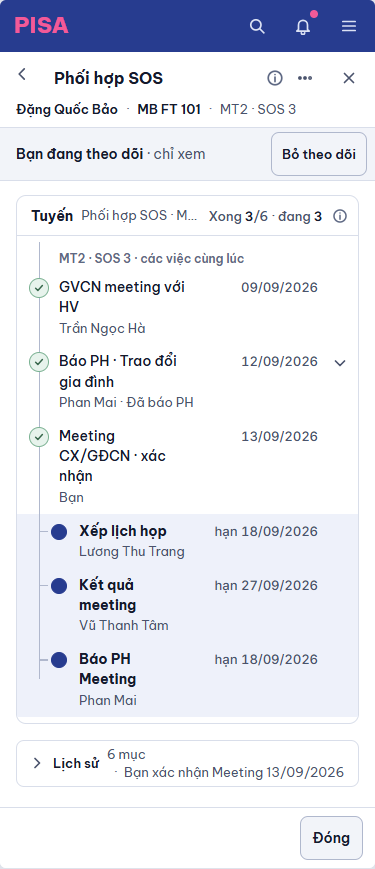 PISA
Phối hợp SOS
Đặng Quốc Bảo · MB FT 101 · MT2 · SOS 3
Bạn đang theo dõi · chỉ xem
Bỏ theo dõi
Tuyến Phối hợp SOS · M... Xong 3/6 · đang 3
MT2 · SOS 3 · các việc cùng lúc
GVCN meeting với 09/09/2026
HV
Trần Ngọc Hà
Báo PH · Trao đổi 12/09/2026
gia đình
Phan Mai · Đã báo PH
Meeting 13/09/2026
CX/GĐCN · xác
nhận
Bạn
Xếp lịch họp hạn 18/09/2026
Lương Thu Trang
Kết quả hạn 27/09/2026
meeting
Vũ Thanh Tâm
Báo PH hạn 18/09/2026
Meeting
Phan Mai
Lịch sử 6 mục
· Bạn xác nhận Meeting 13/09/2026
Đóng